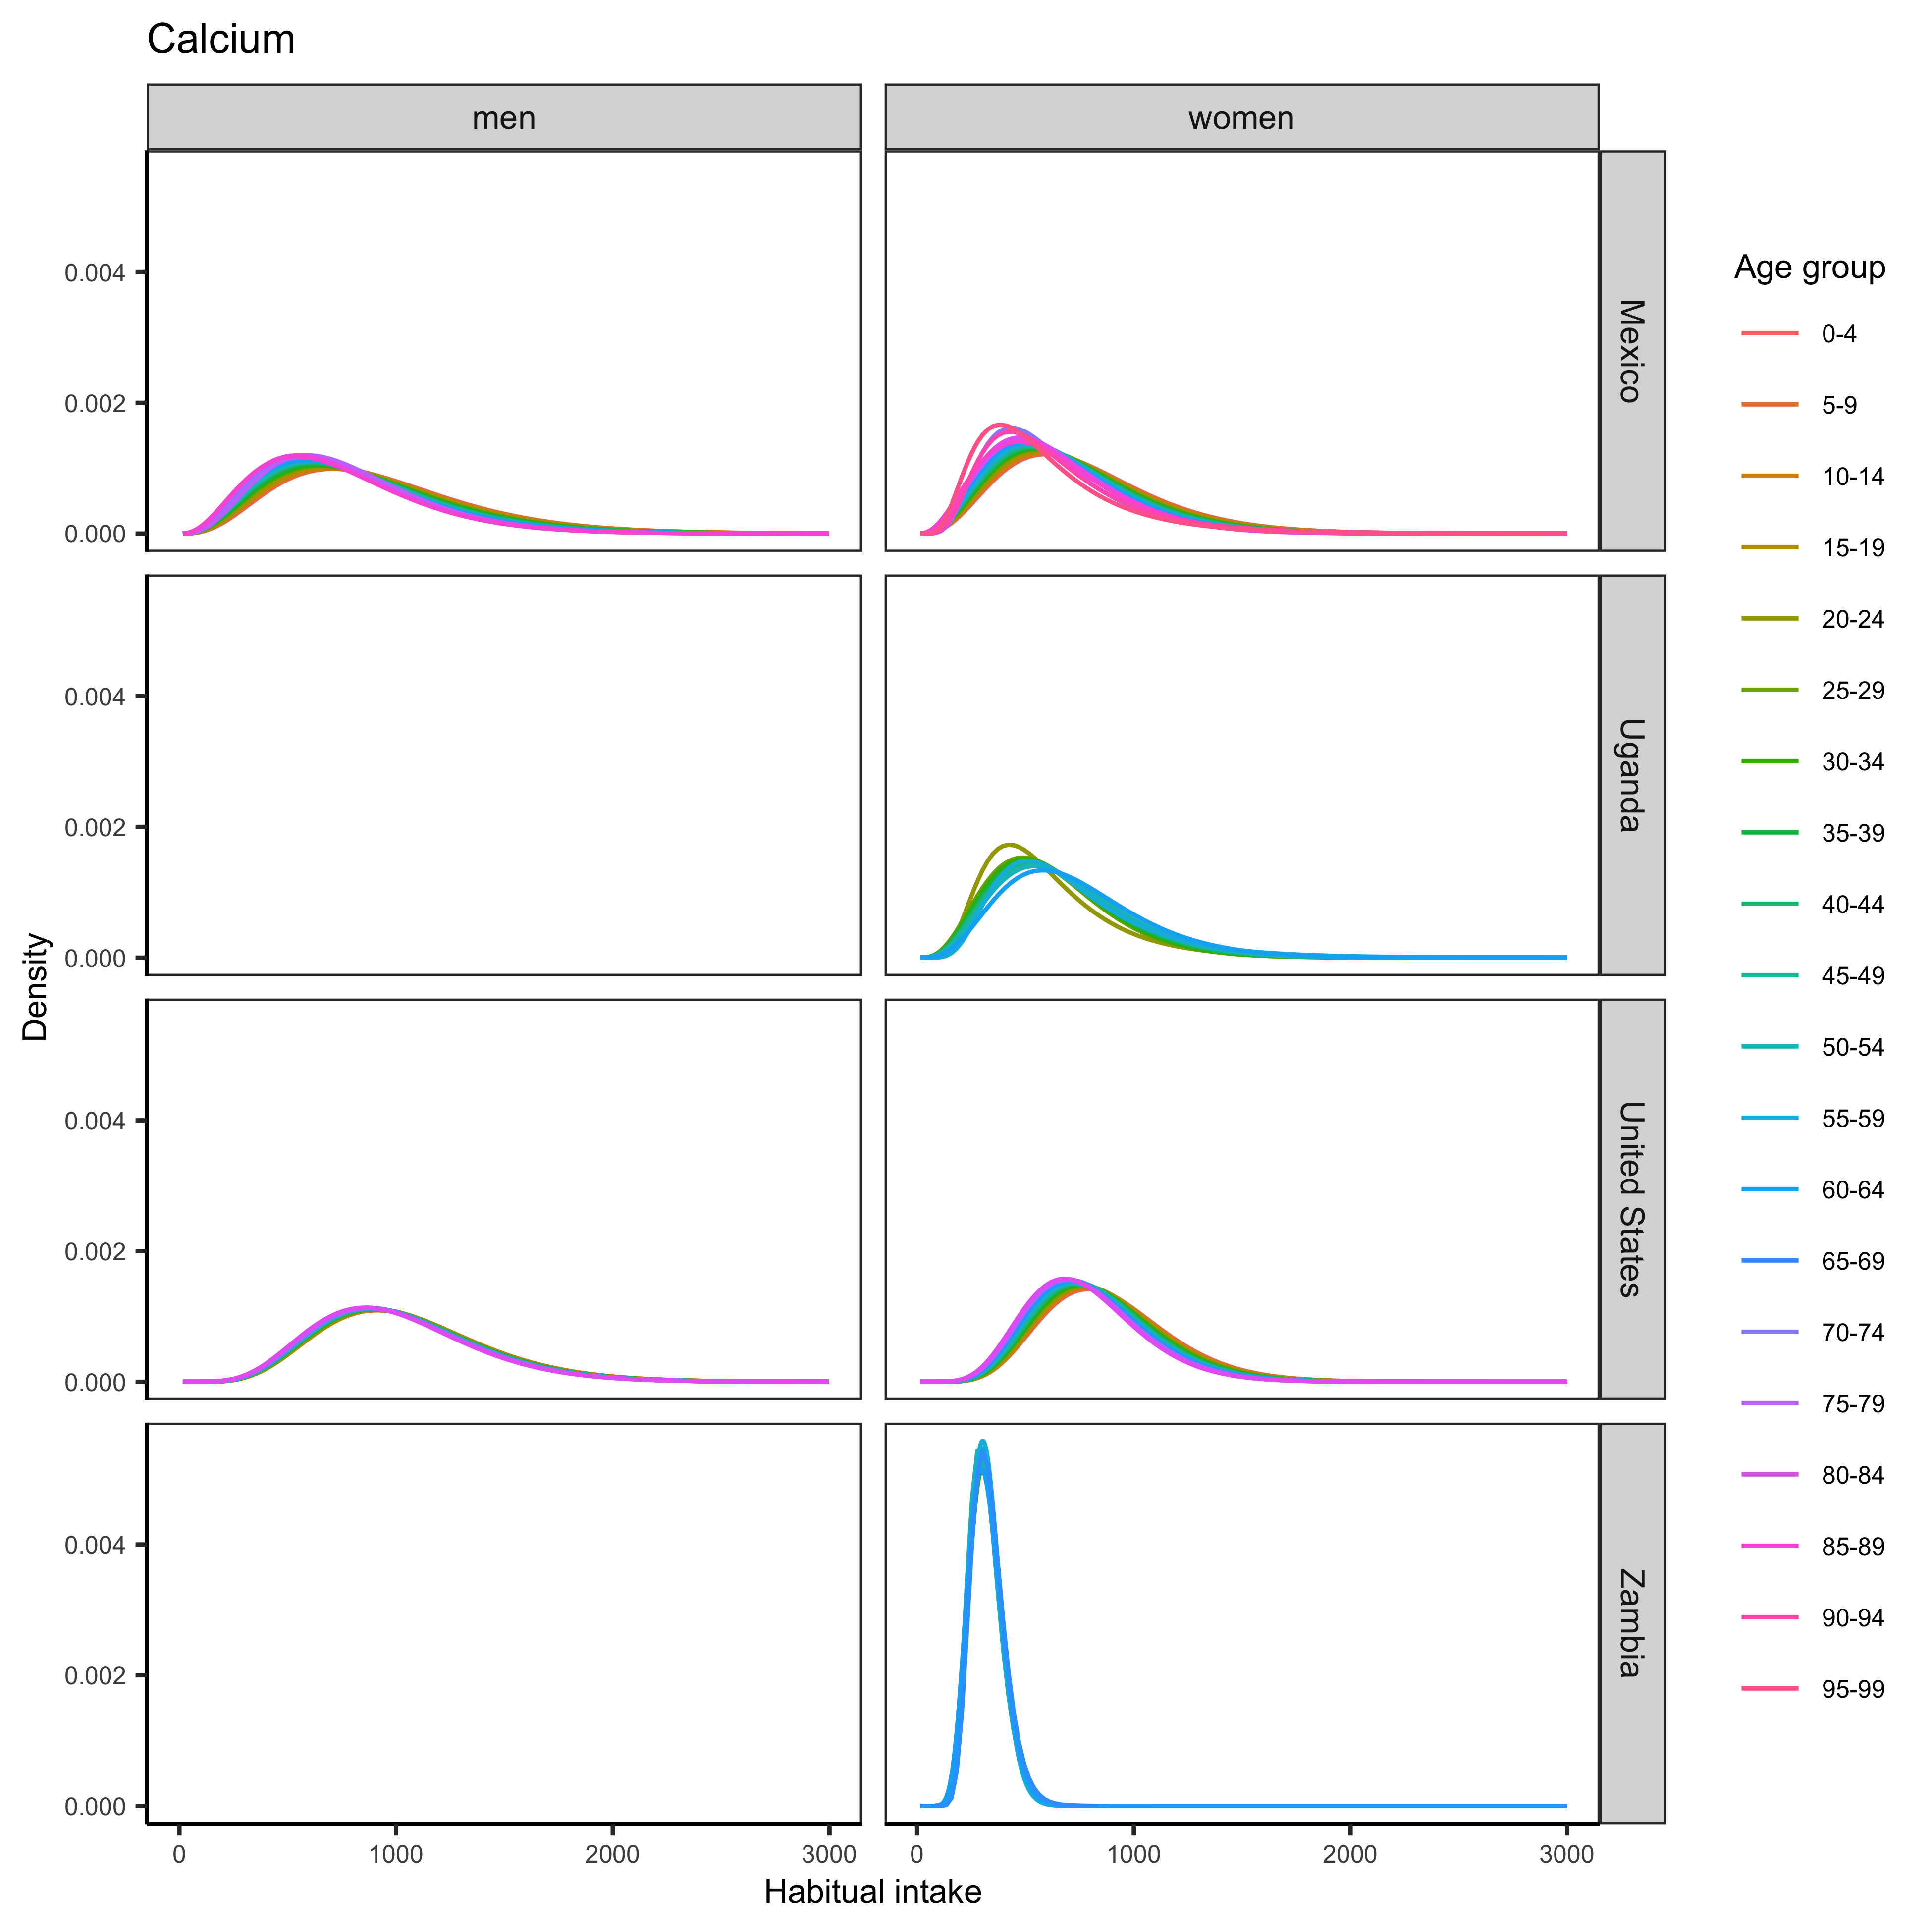 Calcium
men
women
Mexico
Uganda
United States
Zambia
Density
0.004
0.002
0.000
0.004
0.002
0.000
0.004
0.002
0.000
0.004
0.002
0.000
0 1000 2000 3000
0 1000 2000 3000
Habitual intake
Age group
0-4
5-9
10-14
15-19
20-24
25-29
30-34
35-39
40-44
45-49
50-54
55-59
60-64
65-69
70-74
75-79
80-84
85-89
90-94
95-99